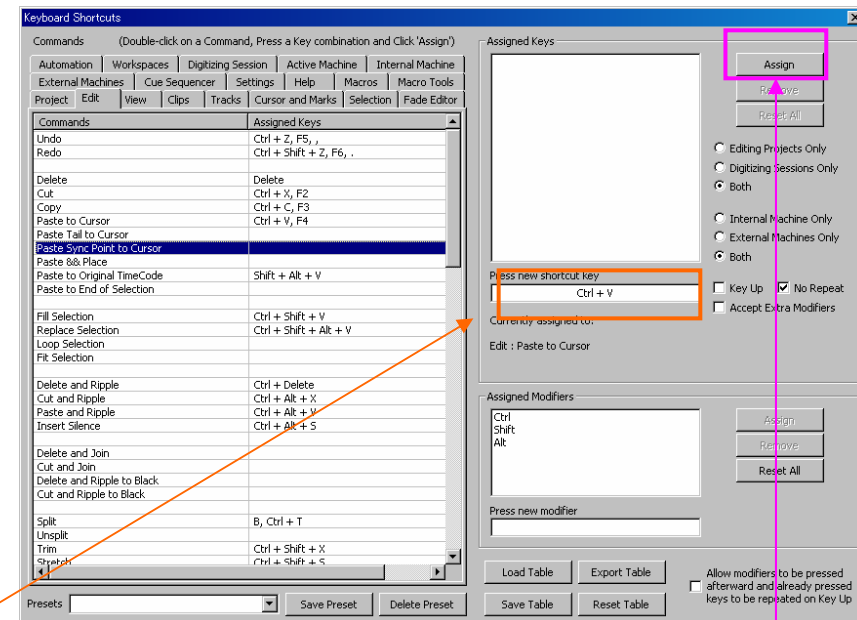 Keyboard Shortcuts
Commands (Double-click on a Command, Press a Key combination and Click 'Assign')
Automation Workspaces Digitizing Session Active Machine Internal Machine
External Machines Cue Sequencer Settings Help Macros Macro Tools
Project Edit View Clips Tracks Cursor and Marks Selection Fade Editor
Commands Assigned Keys
Undo Ctrl + Z, F5, ,
Redo Ctrl + Shift + Z, F6, .
Delete Delete
Cut Ctrl + X, F2
Copy Ctrl + C, F3
Paste to Cursor Ctrl + V, F4
Paste Tail to Cursor
Paste Sync Point to Cursor
Paste && Place
Paste to Original TimeCode Shift + Alt + V
Paste to End of Selection
Fill Selection Ctrl + Shift + V
Replace Selection Ctrl + Shift + Alt + V
Loop Selection
Fit Selection
Delete and Ripple Ctrl + Delete
Cut and Ripple Ctrl + Alt + X
Paste and Ripple Ctrl + Alt + V
Insert Silence Ctrl + Alt + S
Delete and Join
Cut and Join
Delete and Ripple to Black
Cut and Ripple to Black
Split B, Ctrl + T
Unsplit
Trim Ctrl + Shift + X
Stretch Ctrl + Shift + S
Presets Save Preset Delete Preset
Assigned Keys
Assign
Remove
Reset All
Editing Projects Only
Digitizing Sessions Only
Both
Internal Machine Only
External Machines Only
Both
Press new shortcut key
Ctrl + V
Key Up No Repeat
Accept Extra Modifiers
Currently assigned to:
Edit : Paste to Cursor
Assigned Modifiers
Ctrl
Shift
Alt
Assign
Remove
Reset All
Press new modifier
Load Table Export Table
Save Table Reset Table
Allow modifiers to be pressed
afterward and already pressed
keys to be repeated on Key Up